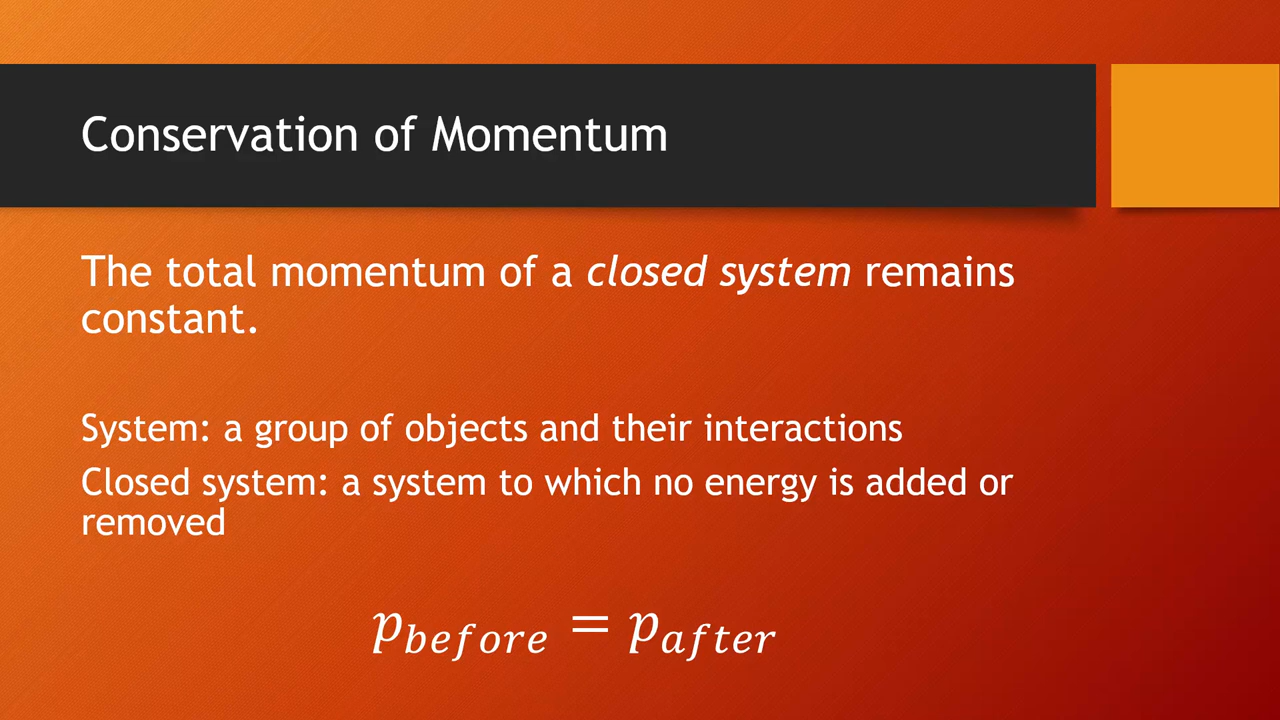 Conservation of Momentum
The total momentum of a closed system remains
constant.
System: a group of objects and their interactions
Closed system: a system to which no energy is added or
removed
p_before = p_after